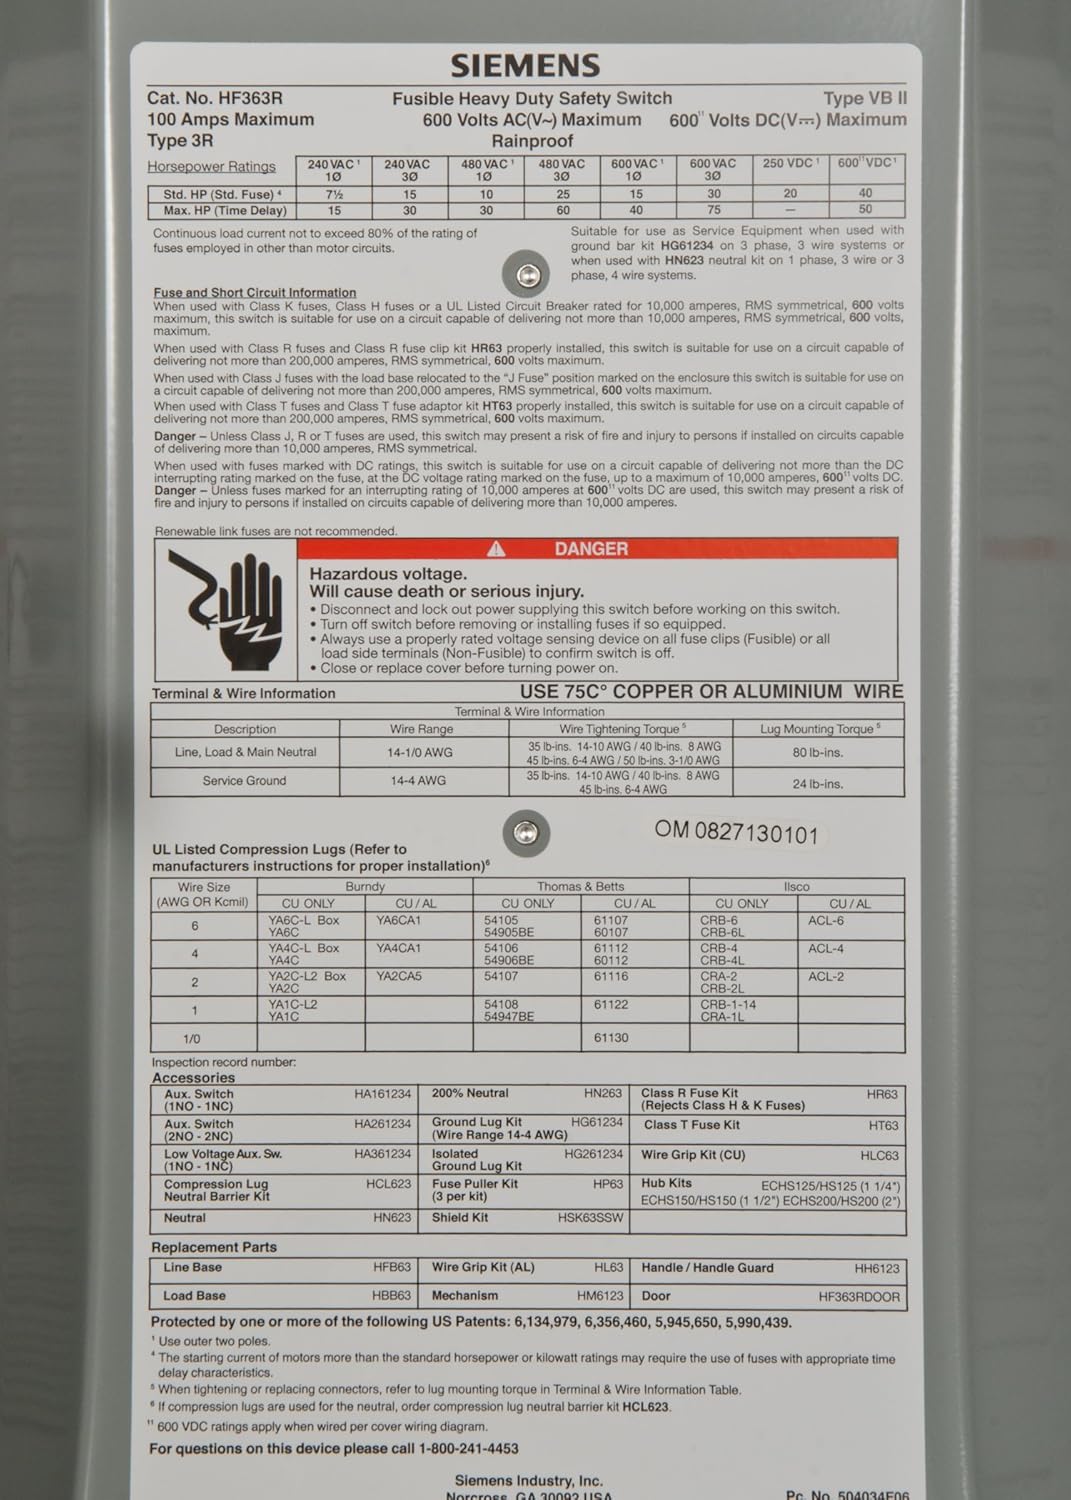 SIEMENS
Cat. No. HF363R Fusible Heavy Duty Safety Switch Type VB II
100 Amps Maximum 600 Volts AC(V~) Maximum 600¹¹ Volts DC(V⎓) Maximum
Type 3R Rainproof
Horsepower Ratings 240 VAC ¹ 1Ø 240 VAC 3Ø 480 VAC ¹ 1Ø 480 VAC 3Ø 600 VAC ¹ 1Ø 600 VAC 3Ø 250 VDC ¹ 600¹¹VDC¹
Std. HP (Std. Fuse) ⁴ 7½ 15 10 25 15 30 20 40
Max. HP (Time Delay) 15 30 30 60 40 75 — 50
Continuous load current not to exceed 80% of the rating of
fuses employed in other than motor circuits.
Suitable for use as Service Equipment when used with
ground bar kit HG61234 on 3 phase, 3 wire systems or
when used with HN623 neutral kit on 1 phase, 3 wire or 3
phase, 4 wire systems.
Fuse and Short Circuit Information
When used with Class K fuses, Class H fuses or a UL Listed Circuit Breaker rated for 10,000 amperes, RMS symmetrical, 600 volts
maximum, this switch is suitable for use on a circuit capable of delivering not more than 10,000 amperes, RMS symmetrical, 600 volts,
maximum.
When used with Class R fuses and Class R fuse clip kit HR63 properly installed, this switch is suitable for use on a circuit capable of
delivering not more than 200,000 amperes, RMS symmetrical, 600 volts maximum.
When used with Class J fuses with the load base relocated to the "J Fuse" position marked on the enclosure this switch is suitable for use on
a circuit capable of delivering not more than 200,000 amperes, RMS symmetrical, 600 volts maximum.
When used with Class T fuses and Class T fuse adaptor kit HT63 properly installed, this switch is suitable for use on a circuit capable of
delivering not more than 200,000 amperes, RMS symmetrical, 600 volts maximum.
Danger – Unless Class J, R or T fuses are used, this switch may present a risk of fire and injury to persons if installed on circuits capable
of delivering more than 10,000 amperes, RMS symmetrical.
When used with fuses marked with DC ratings, this switch is suitable for use on a circuit capable of delivering not more than the DC
interrupting rating marked on the fuse, at the DC voltage rating marked on the fuse, up to a maximum of 10,000 amperes, 600¹¹ volts DC.
Danger – Unless fuses marked for an interrupting rating of 10,000 amperes at 600¹¹ volts DC are used, this switch may present a risk of
fire and injury to persons if installed on circuits capable of delivering more than 10,000 amperes.
Renewable link fuses are not recommended.
DANGER
Hazardous voltage.
Will cause death or serious injury.
• Disconnect and lock out power supplying this switch before working on this switch.
• Turn off switch before removing or installing fuses if so equipped.
• Always use a properly rated voltage sensing device on all fuse clips (Fusible) or all
load side terminals (Non-Fusible) to confirm switch is off.
• Close or replace cover before turning power on.
Terminal & Wire Information USE 75C° COPPER OR ALUMINIUM WIRE
Terminal & Wire Information
Description Wire Range Wire Tightening Torque ⁵ Lug Mounting Torque ⁵
Line, Load & Main Neutral 14-1/0 AWG 35 lb-ins. 14-10 AWG / 40 lb-ins. 8 AWG 80 lb-ins.
45 lb-ins. 6-4 AWG / 50 lb-ins. 3-1/0 AWG
Service Ground 14-4 AWG 35 lb-ins. 14-10 AWG / 40 lb-ins. 8 AWG 24 lb-ins.
45 lb-ins. 6-4 AWG
OM 0827130101
UL Listed Compression Lugs (Refer to
manufacturers instructions for proper installation)⁶
Wire Size Burndy Thomas & Betts Ilsco
(AWG OR Kcmil) CU ONLY CU / AL CU ONLY CU / AL CU ONLY CU / AL
6 YA6C-L Box YA6CA1 54105 61107 CRB-6 ACL-6
YA6C 54905BE 60107 CRB-6L
4 YA4C-L Box YA4CA1 54106 61112 CRB-4 ACL-4
YA4C 54906BE 60112 CRB-4L
2 YA2C-L2 Box YA2CA5 54107 61116 CRA-2 ACL-2
YA2C CRB-2L
1 YA1C-L2 54108 61122 CRB-1-14
YA1C 54947BE CRA-1L
1/0 61130
Inspection record number:
Accessories
Aux. Switch HA161234 200% Neutral HN263 Class R Fuse Kit HR63
(1NO - 1NC) (Rejects Class H & K Fuses)
Aux. Switch HA261234 Ground Lug Kit HG61234 Class T Fuse Kit HT63
(2NO - 2NC) (Wire Range 14-4 AWG)
Low Voltage Aux. Sw. HA361234 Isolated HG261234 Wire Grip Kit (CU) HLC63
(1NO - 1NC) Ground Lug Kit
Compression Lug HCL623 Fuse Puller Kit HP63 Hub Kits ECHS125/HS125 (1 1/4")
Neutral Barrier Kit (3 per kit) ECHS150/HS150 (1 1/2") ECHS200/HS200 (2")
Neutral HN623 Shield Kit HSK63SSW
Replacement Parts
Line Base HFB63 Wire Grip Kit (AL) HL63 Handle / Handle Guard HH6123
Load Base HBB63 Mechanism HM6123 Door HF363RDOOR
Protected by one or more of the following US Patents: 6,134,979, 6,356,460, 5,945,650, 5,990,439.
¹ Use outer two poles.
⁴ The starting current of motors more than the standard horsepower or kilowatt ratings may require the use of fuses with appropriate time
delay characteristics.
⁵ When tightening or replacing connectors, refer to lug mounting torque in Terminal & Wire Information Table.
⁶ If compression lugs are used for the neutral, order compression lug neutral barrier kit HCL623.
¹¹ 600 VDC ratings apply when wired per cover wiring diagram.
For questions on this device please call 1-800-241-4453
Siemens Industry, Inc.
Norcross, GA 30092 USA Pc. No. 504034F06